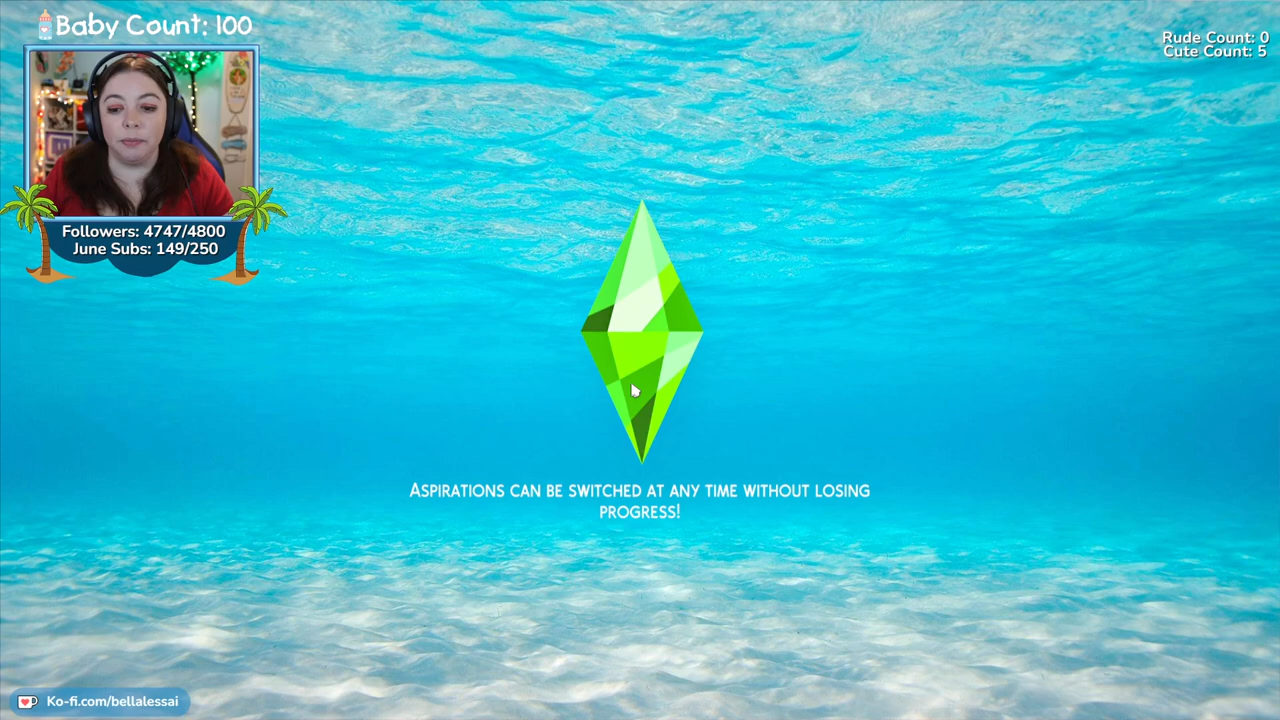 Baby Count: 100
Rude Count: 0
Cute Count: 5
Followers: 4747/4800
June Subs: 149/250
ASPIRATIONS CAN BE SWITCHED AT ANY TIME WITHOUT LOSING
PROGRESS!
Ko-fi.com/bellalessai